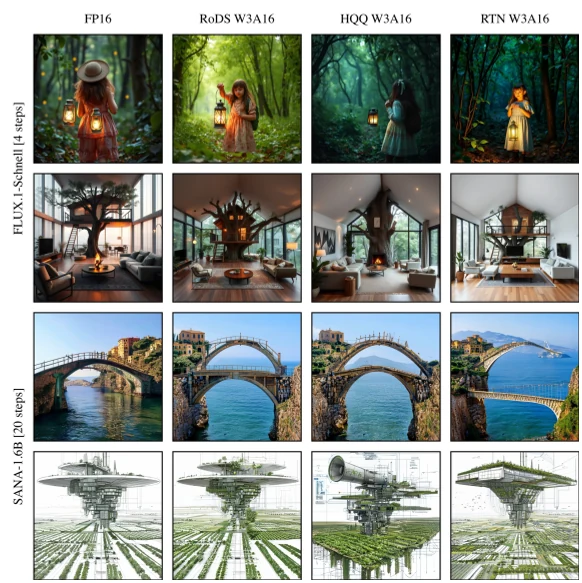 FP16
RoDS W3A16
HQQ W3A16
RTN W3A16
FLUX.1-Schnell [4 steps]
SANA-1.6B [20 steps]